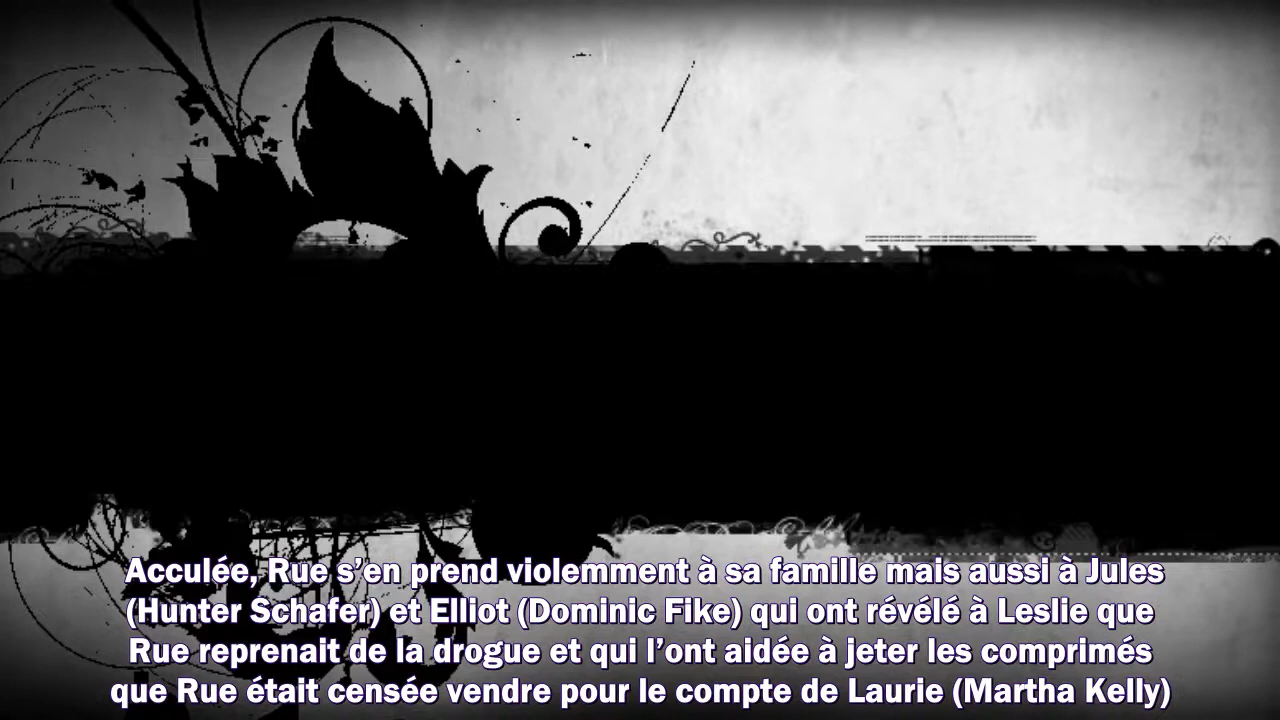 Acculée, Rue s’en prend violemment à sa famille mais aussi à Jules
(Hunter Schafer) et Elliot (Dominic Fike) qui ont révélé à Leslie que
Rue reprenait de la drogue et qui l’ont aidée à jeter les comprimés
que Rue était censée vendre pour le compte de Laurie (Martha Kelly)